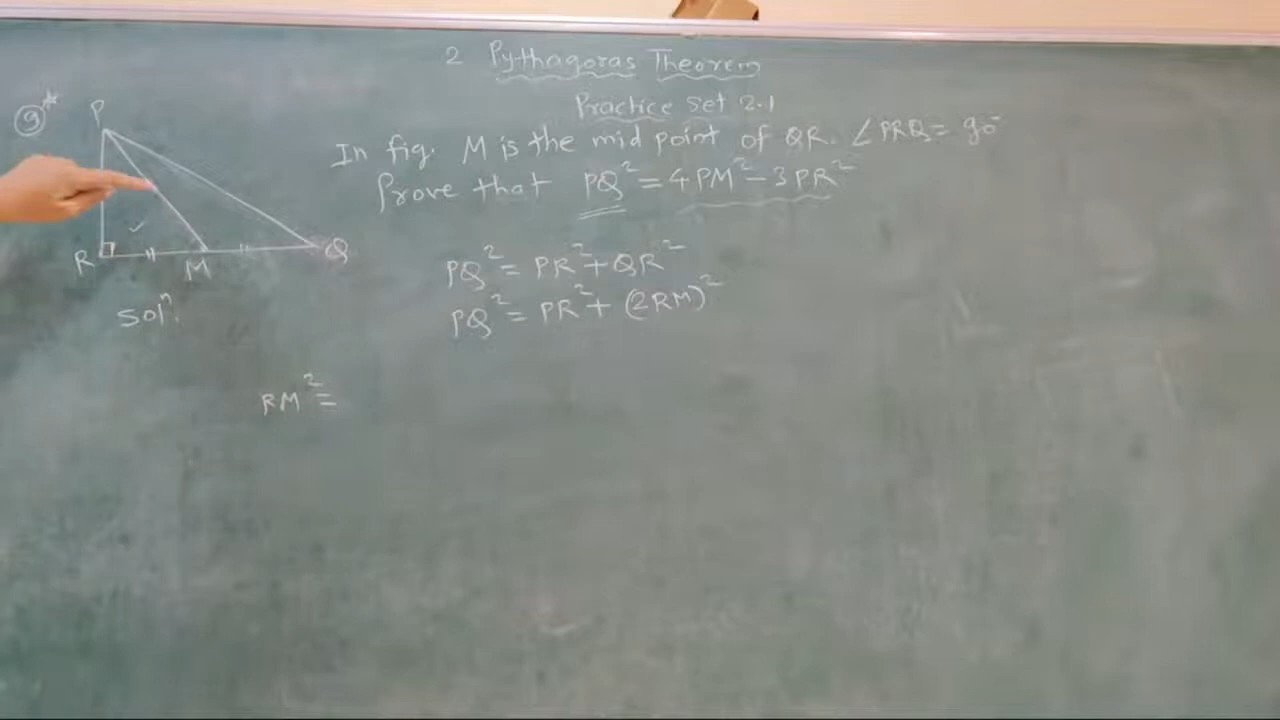 2 Pythagoras Theorem
Practice set 2.1
9*
In fig. M is the mid point of QR. ∠PRQ = 90°
Prove that PQ² = 4PM² - 3PR²
P
R M Q
PQ² = PR² + QR²
PQ² = PR² + (2RM)²
solⁿ.
RM² =